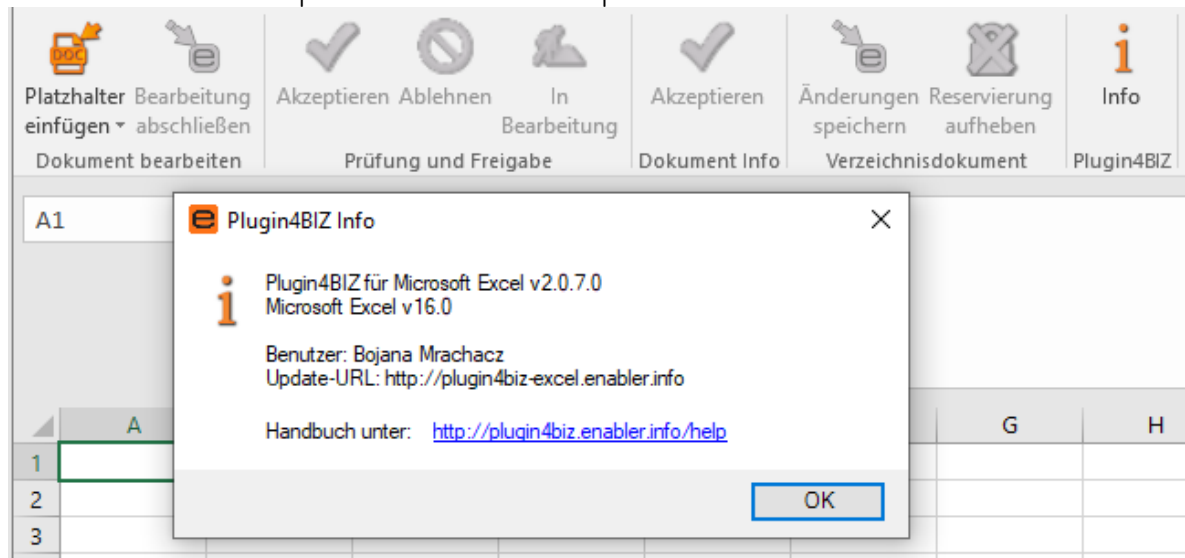 DOC
Platzhalter einfügen
Bearbeitung abschließen
Akzeptieren
Ablehnen
In Bearbeitung
Akzeptieren
Änderungen speichern
Reservierung aufheben
Info
Dokument bearbeiten
Prüfung und Freigabe
Dokument Info
Verzeichnisdokument
Plugin4BIZ
A1
Plugin4BIZ Info
Plugin4BIZ für Microsoft Excel v2.0.7.0
Microsoft Excel v16.0
Benutzer: Bojana Mrachacz
Update-URL: http://plugin4biz-excel.enabler.info
Handbuch unter: http://plugin4biz.enabler.info/help
OK
A
G
H
1
2
3